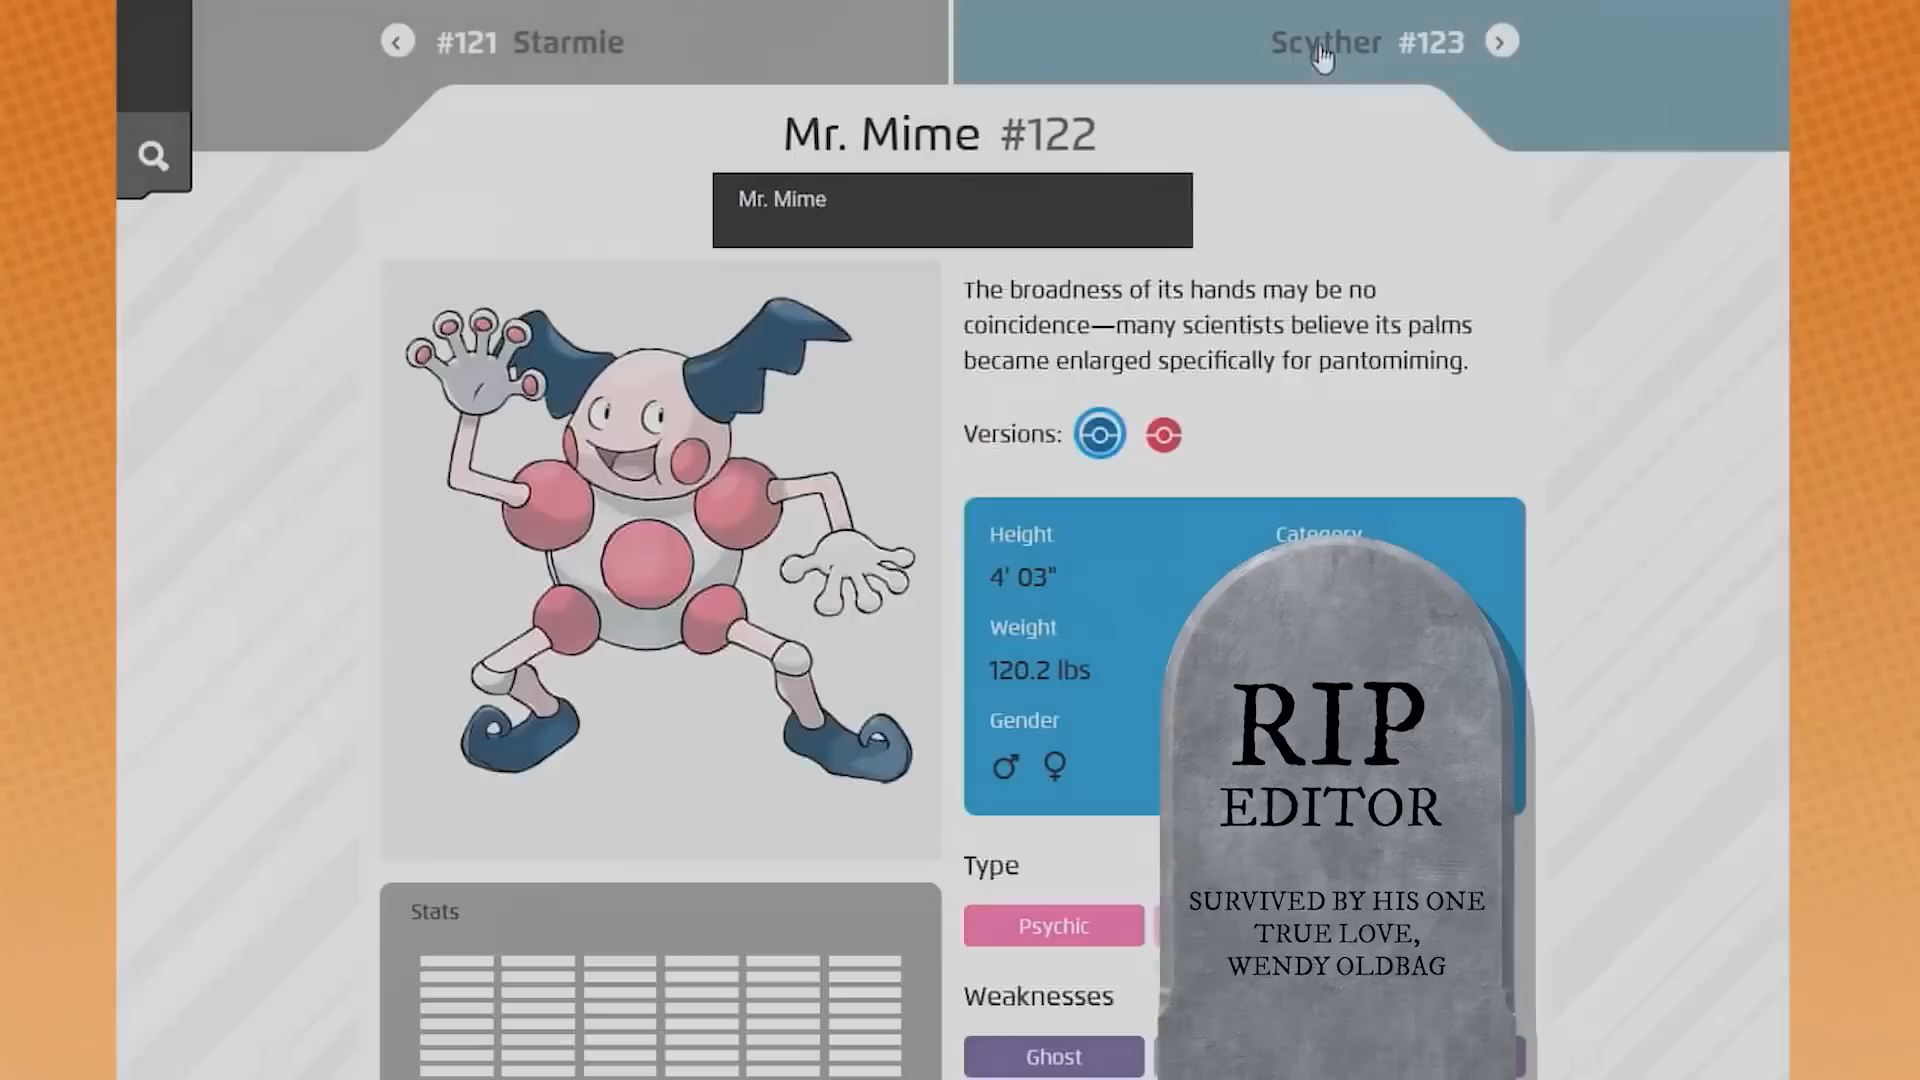 #121 Starmie
Scyther #123
Mr. Mime #122
Mr. Mime
The broadness of its hands may be no
coincidence—many scientists believe its palms
became enlarged specifically for pantomiming.
Versions:
Height
Category
4' 03"
Weight
120.2 lbs
Gender
Type
Psychic
Weaknesses
Ghost
Stats
RIP
EDITOR
SURVIVED BY HIS ONE
TRUE LOVE,
WENDY OLDBAG